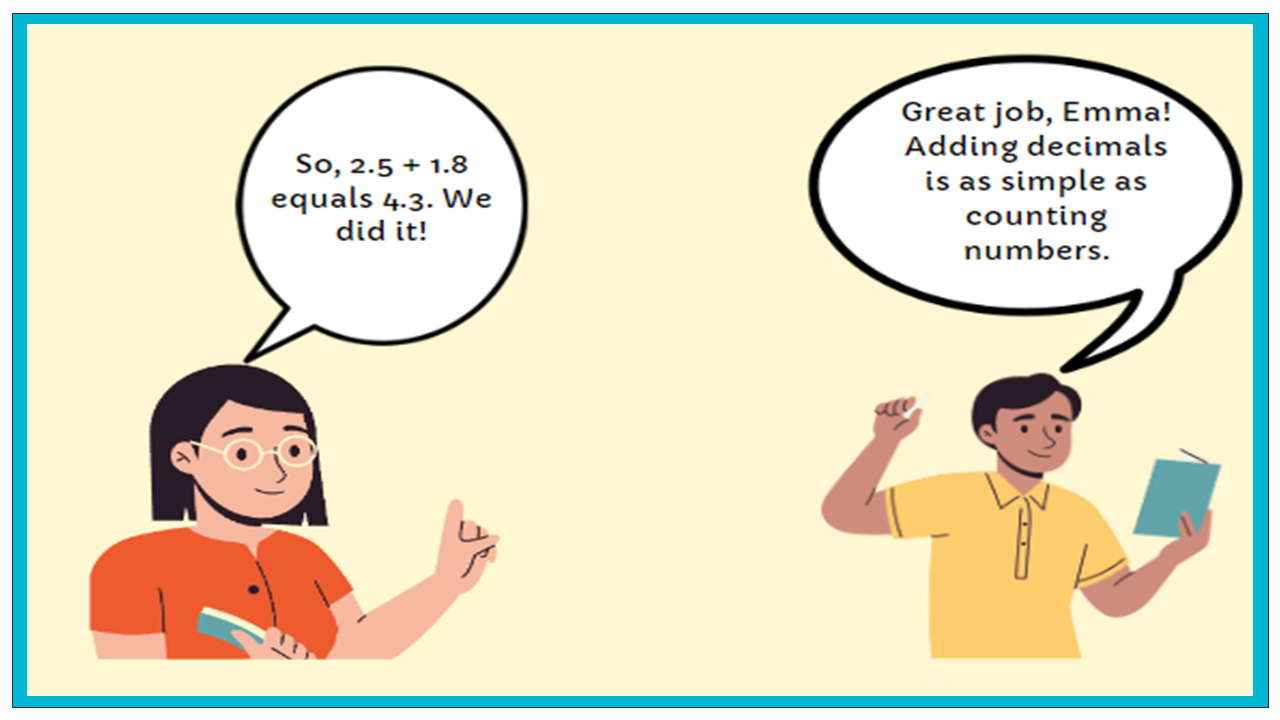 So, 2.5 + 1.8
equals 4.3. We
did it!
Great job, Emma!
Adding decimals
is as simple as
counting
numbers.